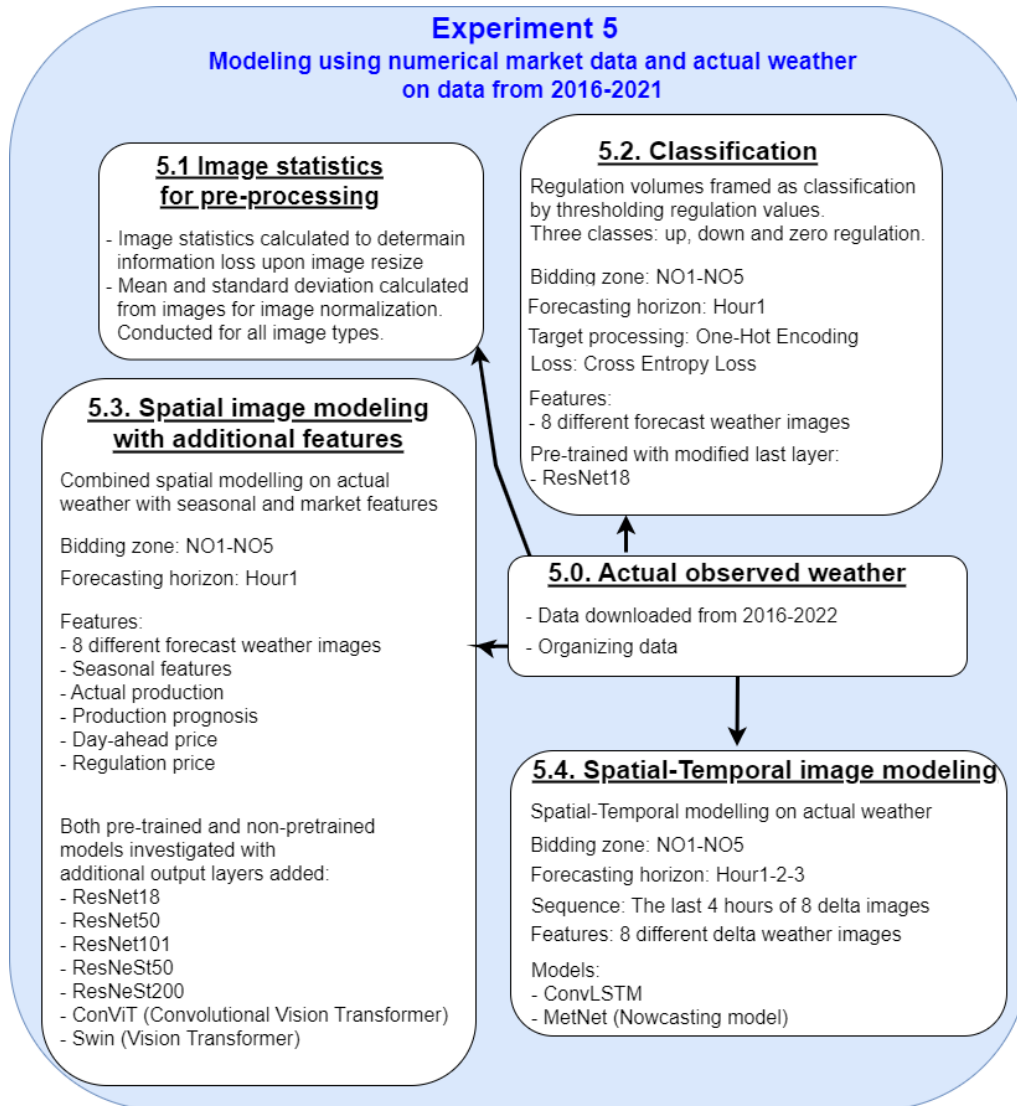 Experiment 5
Modeling using numerical market data and actual weather
on data from 2016-2021
5.1 Image statistics
for pre-processing
- Image statistics calculated to determain
information loss upon image resize
- Mean and standard deviation calculated
from images for image normalization.
Conducted for all image types.
5.2. Classification
Regulation volumes framed as classification
by thresholding regulation values.
Three classes: up, down and zero regulation.
Bidding zone: NO1-NO5
Forecasting horizon: Hour1
Target processing: One-Hot Encoding
Loss: Cross Entropy Loss
Features:
- 8 different forecast weather images
Pre-trained with modified last layer:
- ResNet18
5.3. Spatial image modeling
with additional features
Combined spatial modelling on actual
weather with seasonal and market features
Bidding zone: NO1-NO5
Forecasting horizon: Hour1
Features:
- 8 different forecast weather images
- Seasonal features
- Actual production
- Production prognosis
- Day-ahead price
- Regulation price
Both pre-trained and non-pretrained
models investigated with
additional output layers added:
- ResNet18
- ResNet50
- ResNet101
- ResNeSt50
- ResNeSt200
- ConViT (Convolutional Vision Transformer)
- Swin (Vision Transformer)
5.0. Actual observed weather
- Data downloaded from 2016-2022
- Organizing data
5.4. Spatial-Temporal image modeling
Spatial-Temporal modelling on actual weather
Bidding zone: NO1-NO5
Forecasting horizon: Hour1-2-3
Sequence: The last 4 hours of 8 delta images
Features: 8 different delta weather images
Models:
- ConvLSTM
- MetNet (Nowcasting model)